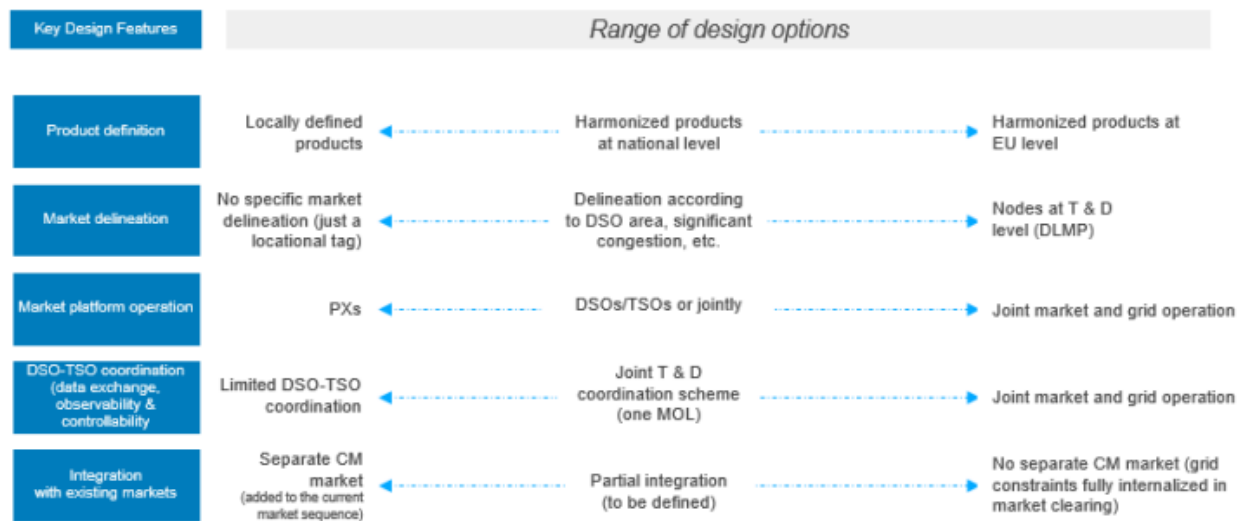 Key Design Features
Range of design options
Product definition
Locally defined
products
Harmonized products
at national level
Harmonized products at
EU level
Market delineation
No specific market
delineation (just a
locational tag)
Delineation according
to DSO area, significant
congestion, etc.
Nodes at T & D
level (DLMP)
Market platform operation
PXs
DSOs/TSOs or jointly
Joint market and grid operation
DSO-TSO coordination
(data exchange,
observability &
controllability
Limited DSO-TSO
coordination
Joint T & D
coordination scheme
(one MOL)
Joint market and grid operation
Integration
with existing markets
Separate CM
market
(added to the current
market sequence)
Partial integration
(to be defined)
No separate CM market (grid
constraints fully internalized in
market clearing)